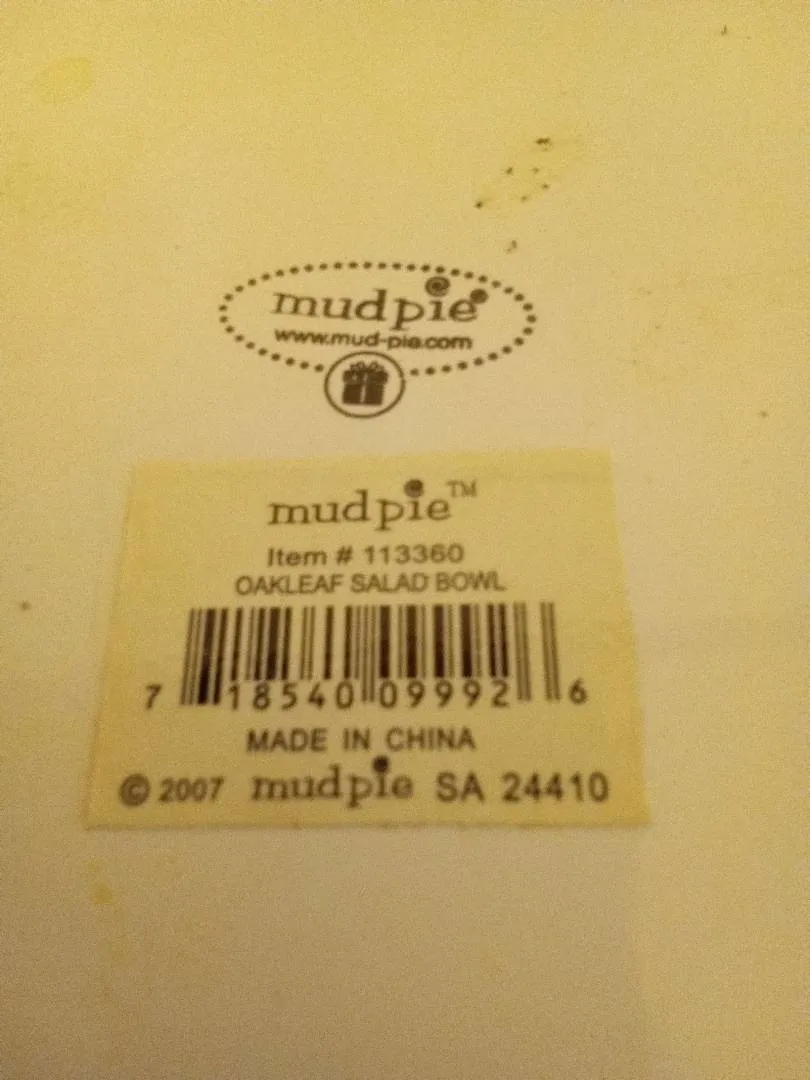 mudpie
www.mud-pie.com
mudpie™
Item # 113360
OAKLEAF SALAD BOWL
7 18540 09992 6
MADE IN CHINA
© 2007 mudpie SA 24410